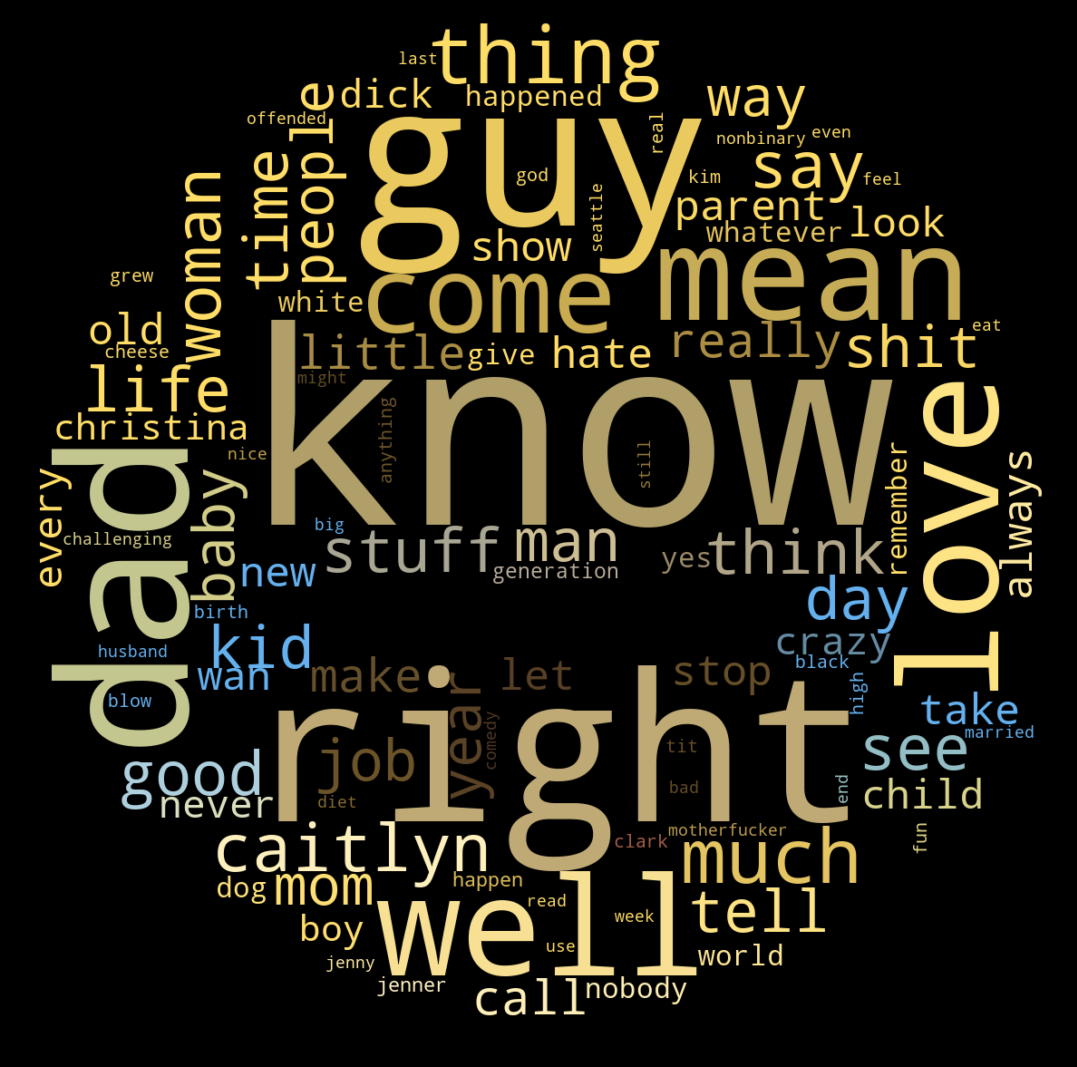 thing
last
dick
happened
way
guy
people
offended
real
nonbinary
even
time
say
god
kim
feel
woman
seattle
parent
look
show
whatever
mean
come
grew
white
old
little
give
hate
really
shit
eat
cheese
know
life
might
love
christina
anything
nice
still
remember
always
dad
every
baby
challenging
big
stuff
man
generation
yes
think
new
day
birth
kid
crazy
husband
wan
make
let
stop
black
right
year
high
blow
take
married
comedy
tit
job
see
good
bad
end
child
never
diet
fun
caitlyn
clark
motherfucker
much
dog
mom
happen
well
read
week
tell
boy
use
world
jenny
jenner
call
nobody